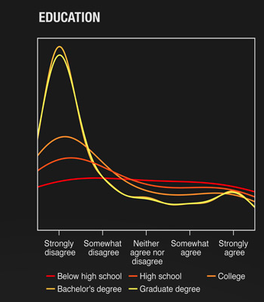 EDUCATION
Strongly disagree
Somewhat disagree
Neither agree nor disagree
Somewhat agree
Strongly agree
Below high school
High school
College
Bachelor's degree
Graduate degree